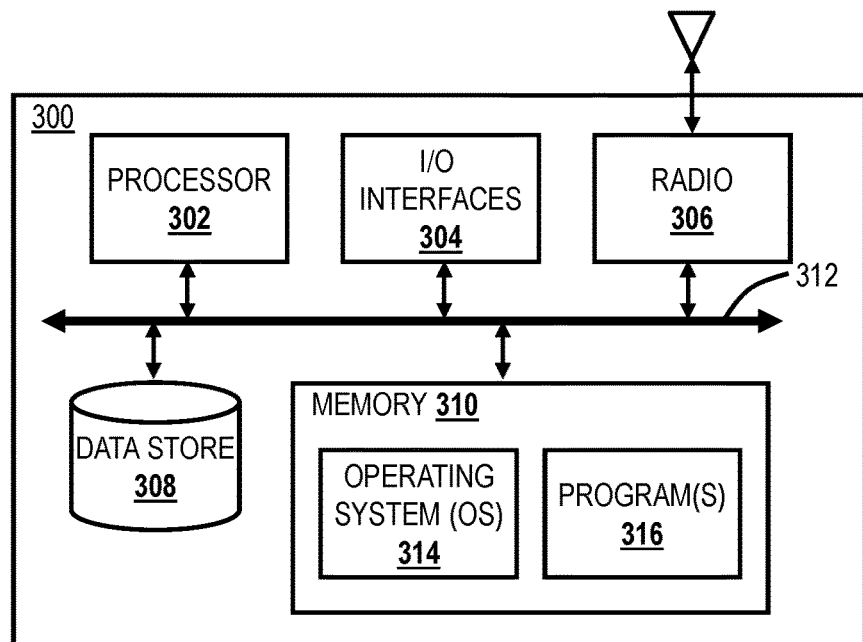 300
PROCESSOR
302
I/O
INTERFACES
304
RADIO
306
312
DATA STORE
308
MEMORY 310
OPERATING
SYSTEM (OS)
314
PROGRAM(S)
316